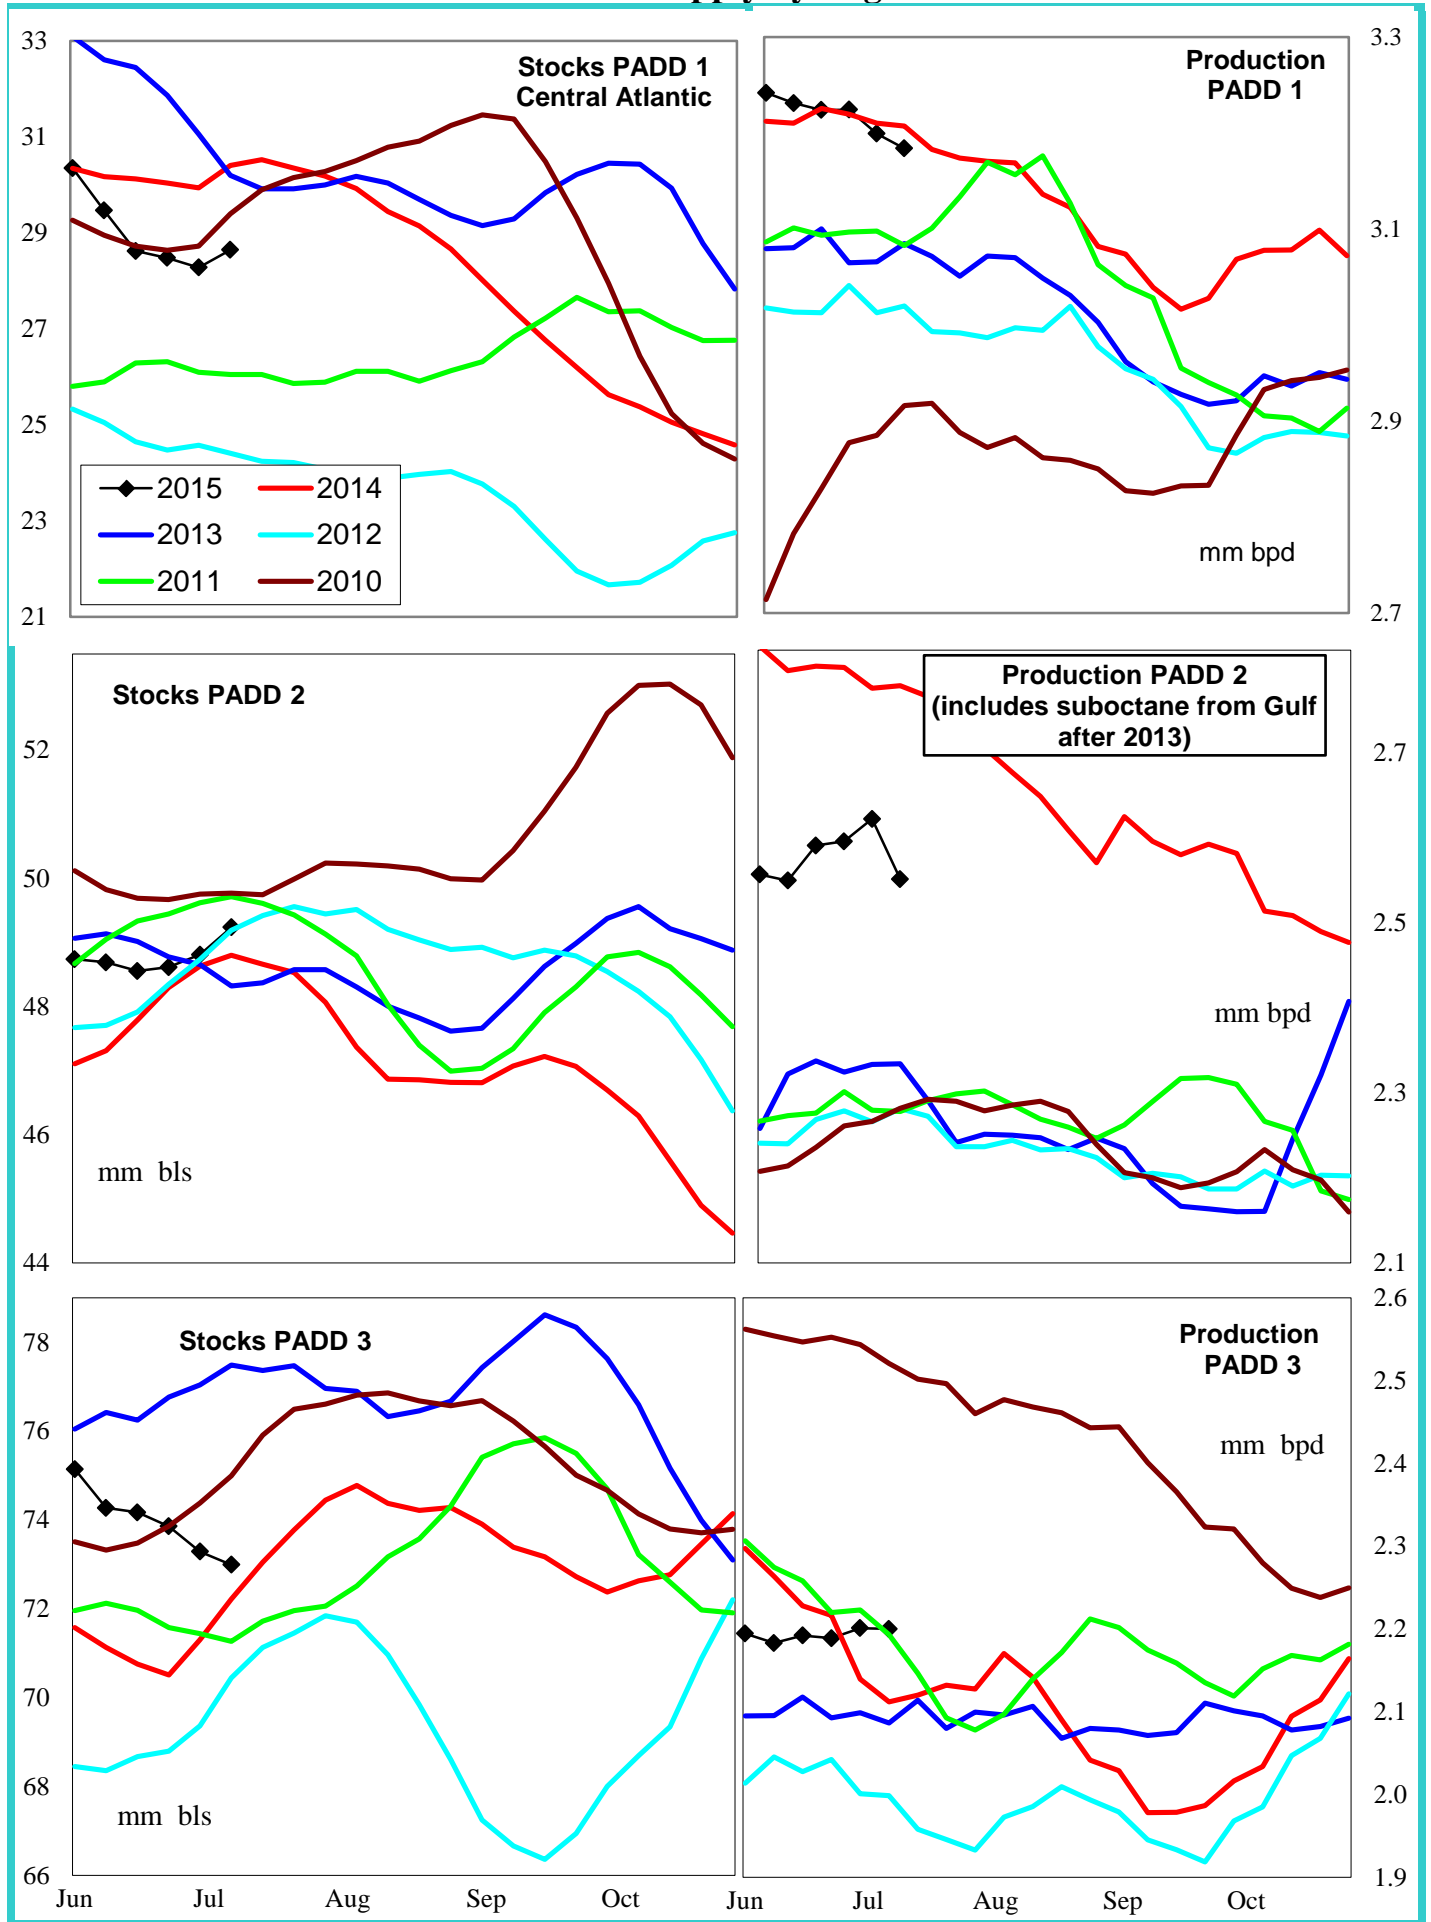 33
31
29
27
25
23
21
Stocks PADD 1
Central Atlantic
2015 2014
2013 2012
2011 2010
3.3
3.1
2.9
2.7
Production
PADD 1
mm bpd
52
50
48
46
44
Stocks PADD 2
mm bls
Production PADD 2
(includes suboctane from Gulf
after 2013)
2.7
2.5
2.3
2.1
mm bpd
78
76
74
72
70
68
66
Stocks PADD 3
mm bls
Jun Jul Aug Sep Oct
2.6
2.5
2.4
2.3
2.2
2.1
2.0
1.9
Production
PADD 3
mm bpd
Jun Jul Aug Sep Oct